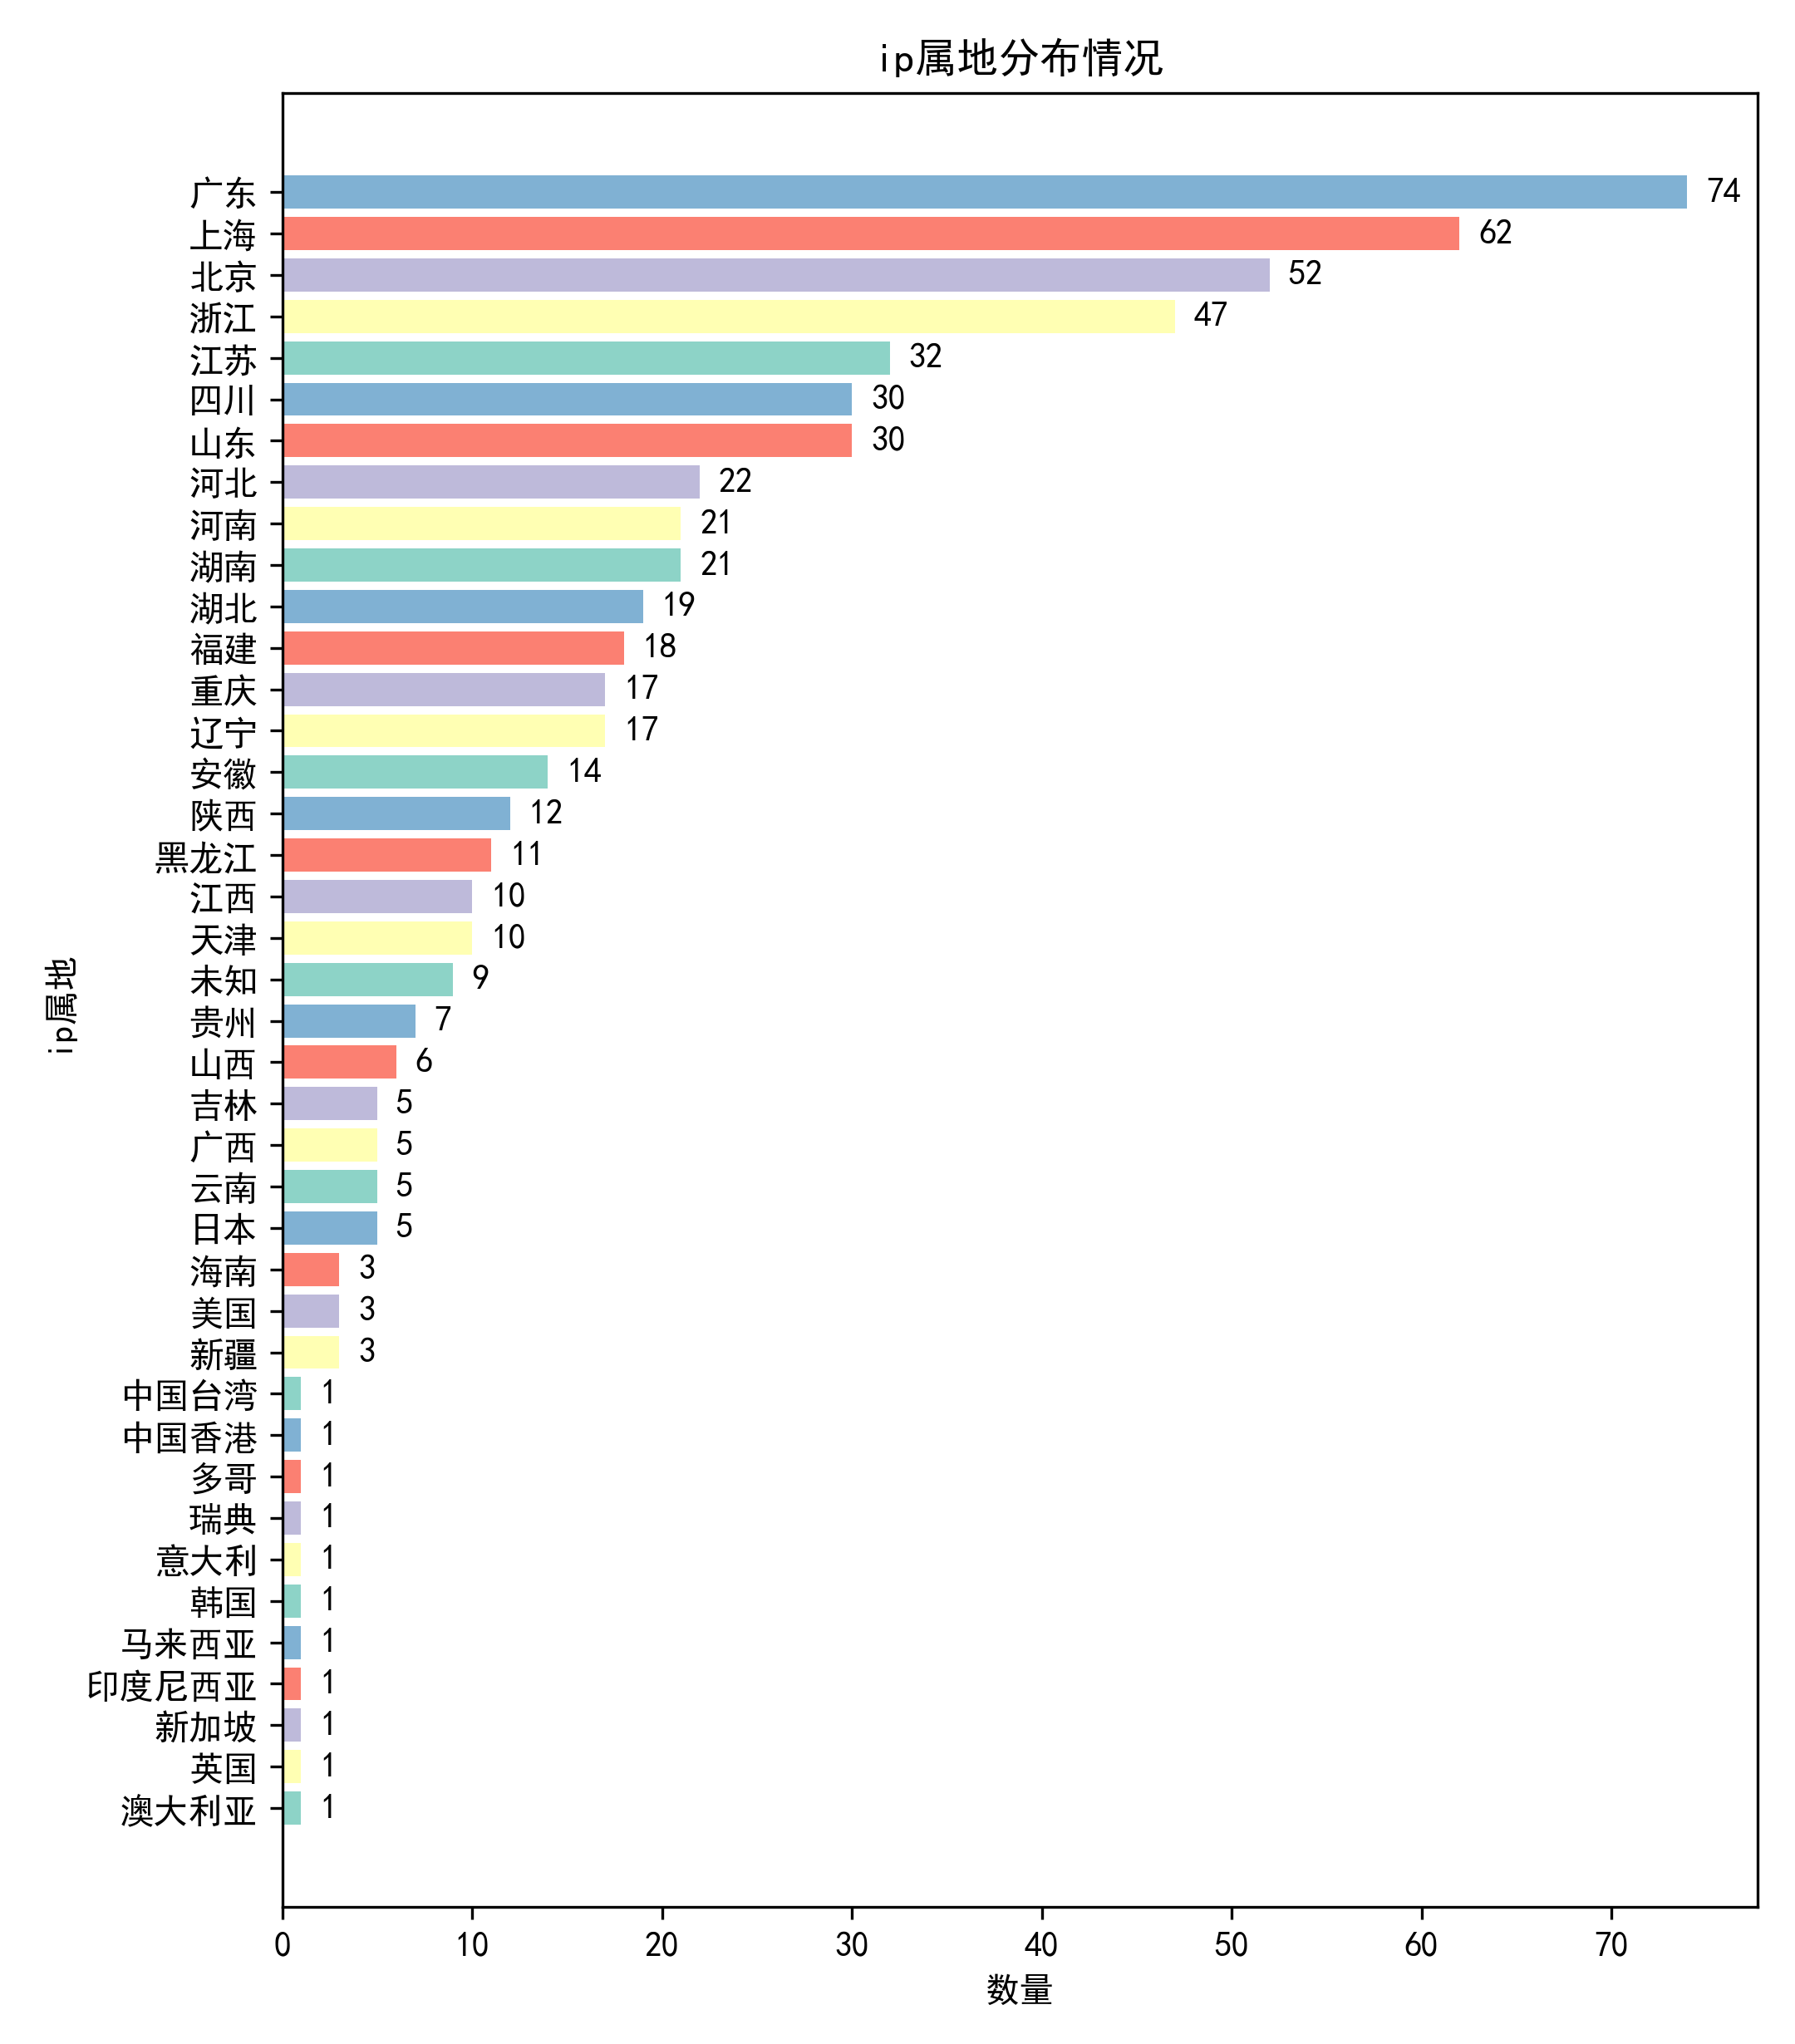 ip属地分布情况
广东 74
上海 62
北京 52
浙江 47
江苏 32
四川 30
山东 30
河北 22
河南 21
湖南 21
湖北 19
福建 18
重庆 17
辽宁 17
安徽 14
陕西 12
黑龙江 11
江西 10
天津 10
未知 9
贵州 7
山西 6
吉林 5
广西 5
云南 5
日本 5
海南 3
美国 3
新疆 3
中国台湾 1
中国香港 1
多哥 1
瑞典 1
意大利 1
韩国 1
马来西亚 1
印度尼西亚 1
新加坡 1
英国 1
澳大利亚 1
ip属地
0 10 20 30 40 50 60 70
数量